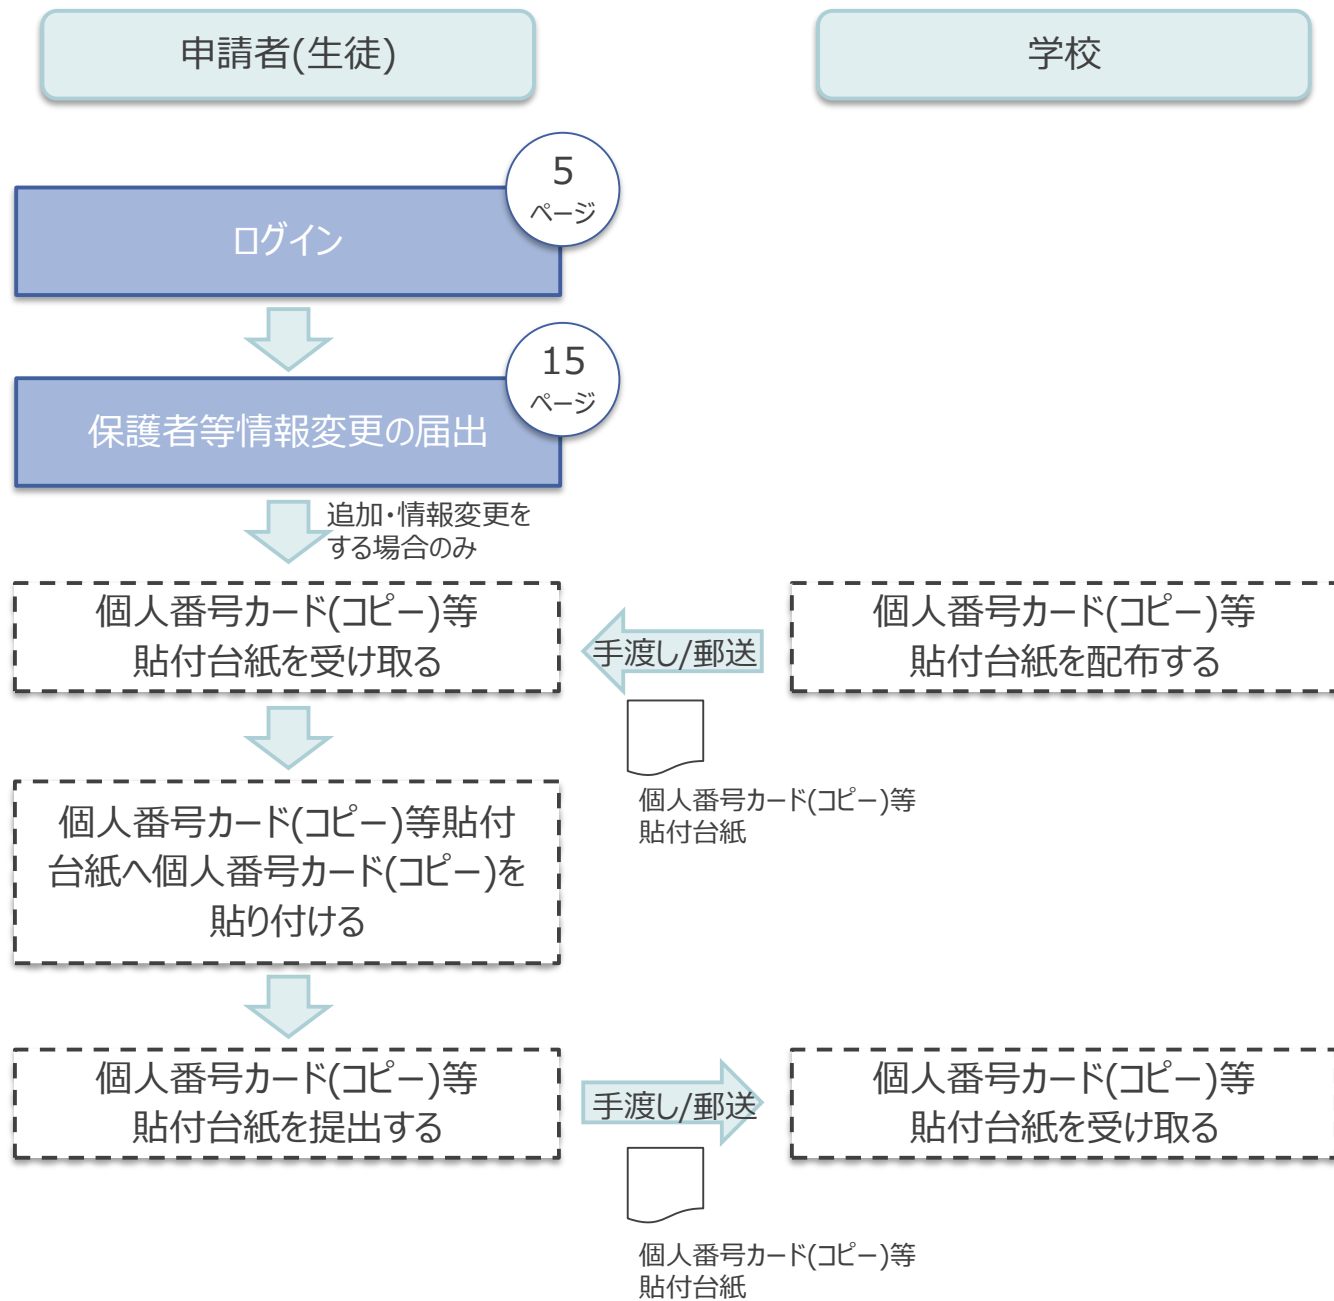 申請者(生徒)
学校
5
ページ
ログイン
15
ページ
保護者等情報変更の届出
追加・情報変更を
する場合のみ
個人番号カード(コピー)等
貼付台紙を受け取る
手渡し/郵送
個人番号カード(コピー)等
貼付台紙を配布する
個人番号カード(コピー)等
貼付台紙
個人番号カード(コピー)等貼付
台紙へ個人番号カード(コピー)を
貼り付ける
個人番号カード(コピー)等
貼付台紙を提出する
手渡し/郵送
個人番号カード(コピー)等
貼付台紙を受け取る
個人番号カード(コピー)等
貼付台紙